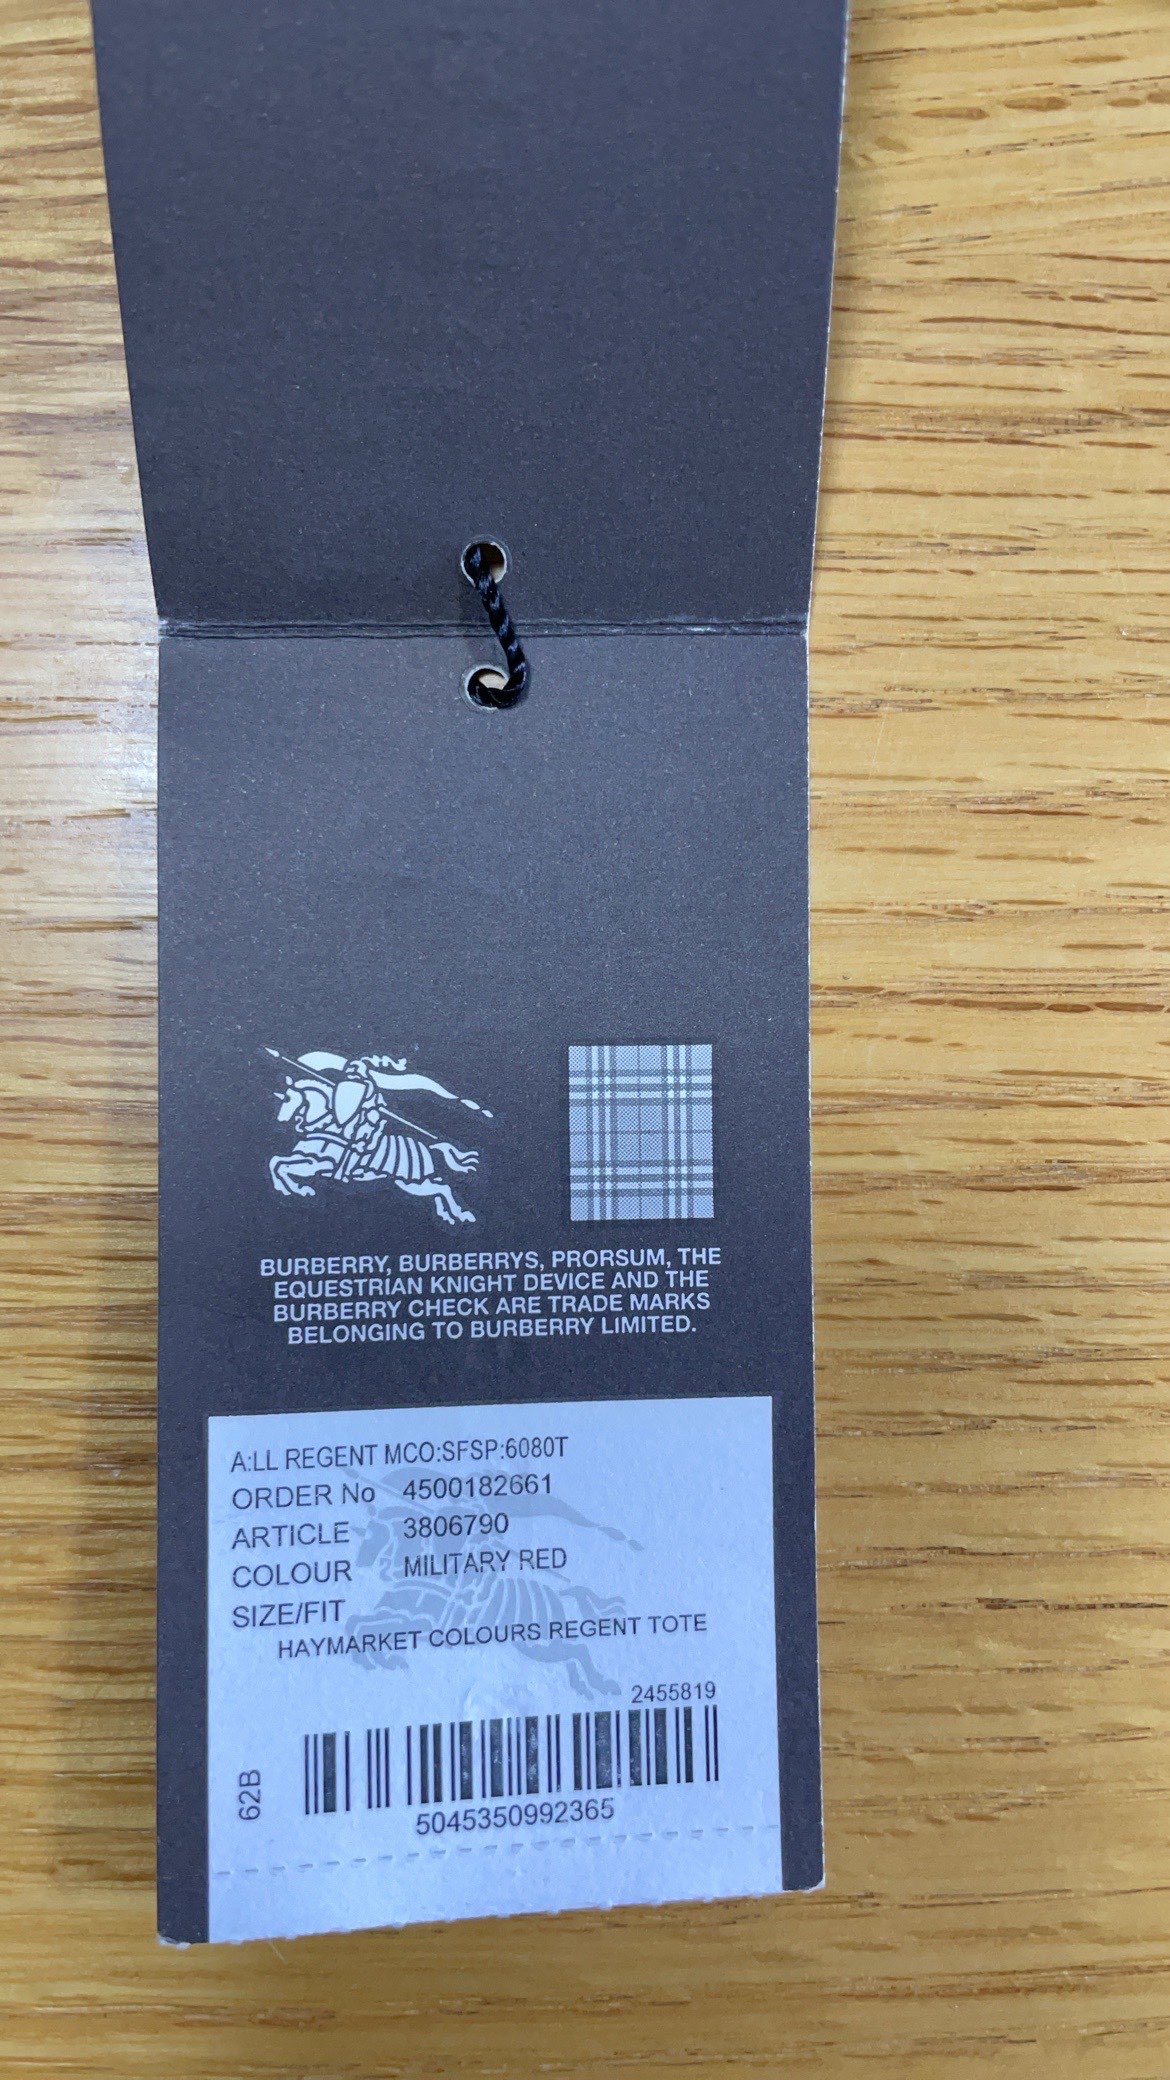 BURBERRY, BURBERRYS, PRORSUM, THE
EQUESTRIAN KNIGHT DEVICE AND THE
BURBERRY CHECK ARE TRADE MARKS
BELONGING TO BURBERRY LIMITED.
A:LL REGENT MCO:SFSP:6080T
ORDER No 4500182661
ARTICLE 3806790
COLOUR MILITARY RED
SIZE/FIT
HAYMARKET COLOURS REGENT TOTE
2455819
62B
5045350992365